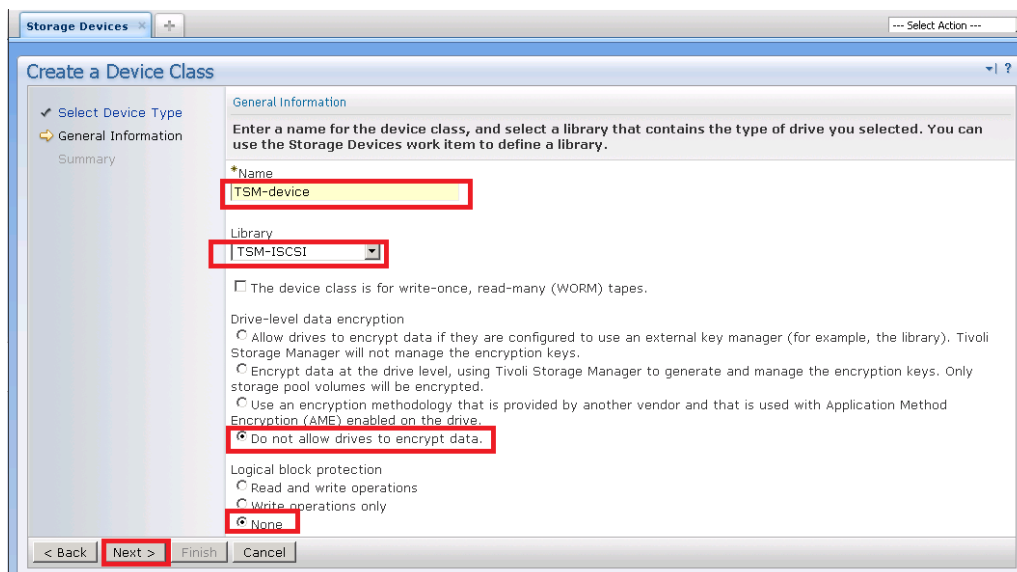 Storage Devices
--- Select Action ---
Create a Device Class
?
Select Device Type
General Information
Summary
General Information
Enter a name for the device class, and select a library that contains the type of drive you selected. You can
use the Storage Devices work item to define a library.
*Name
TSM-device
Library
TSM-ISCSI
The device class is for write-once, read-many (WORM) tapes.
Drive-level data encryption
Allow drives to encrypt data if they are configured to use an external key manager (for example, the library). Tivoli
Storage Manager will not manage the encryption keys.
Encrypt data at the drive level, using Tivoli Storage Manager to generate and manage the encryption keys. Only
storage pool volumes will be encrypted.
Use an encryption methodology that is provided by another vendor and that is used with Application Method
Encryption (AME) enabled on the drive.
Do not allow drives to encrypt data.
Logical block protection
Read and write operations
Write operations only
None
< Back Next > Finish Cancel